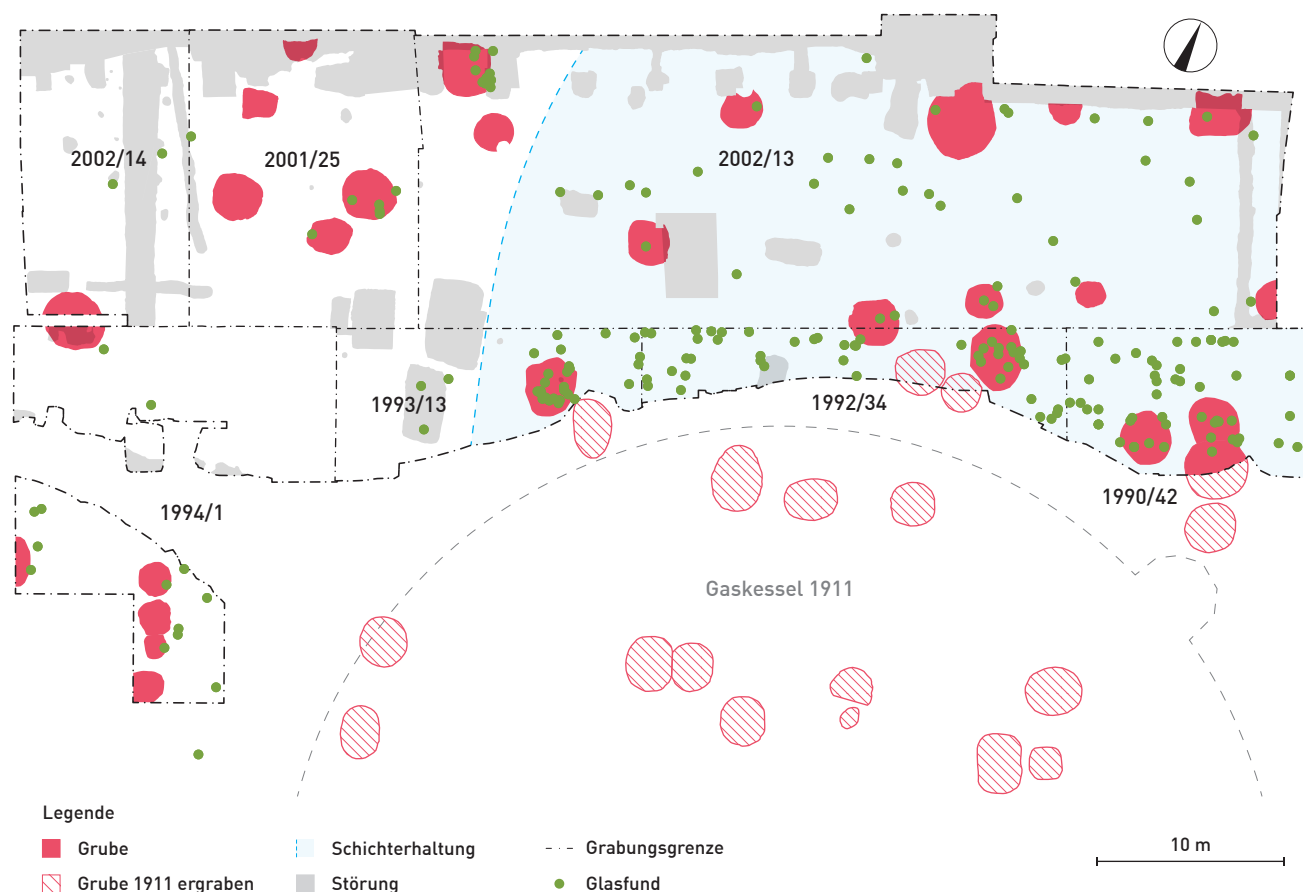 2002/14
2001/25
2002/13
1993/13
1992/34
1990/42
1994/1
Gaskessel 1911
Legende
Grube
Schichterhaltung
Grabungsgrenze
10 m
Grube 1911 ergraben
Störung
Glasfund